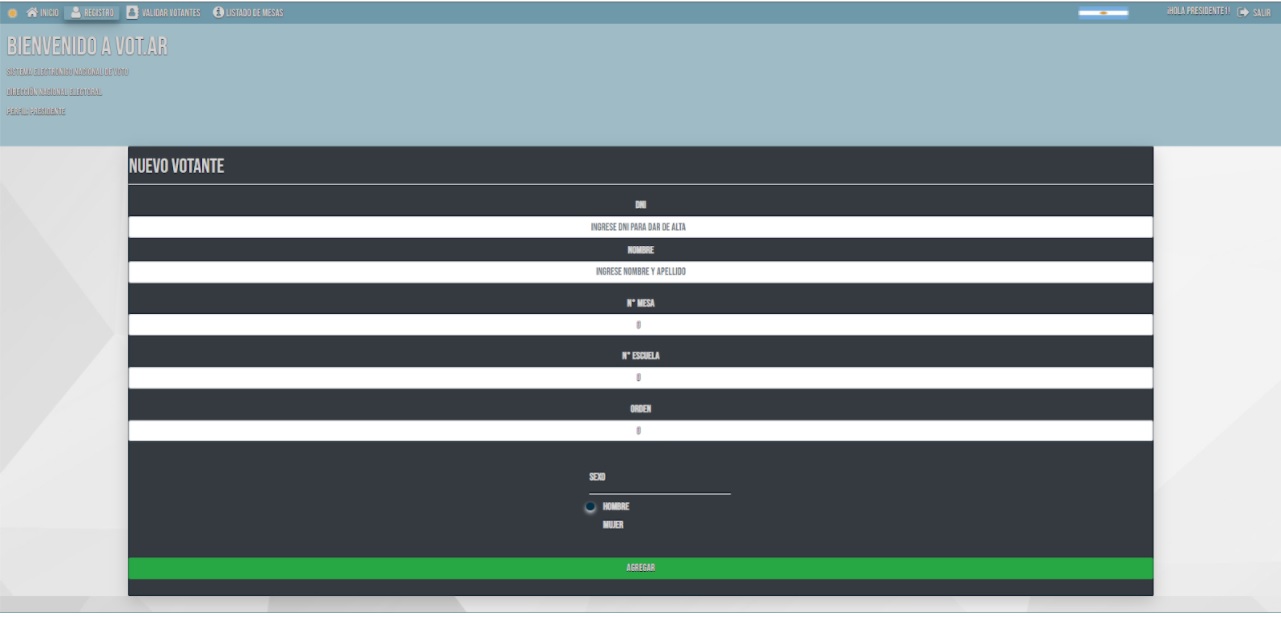 INICIO REGISTRO VALIDAR VOTANTES LISTADO DE MESAS ¡HOLA PRESIDENTE!! SALIR
BIENVENIDO A VOT.AR
SISTEMA ELECTRONICO NACIONAL DE VOTO
DIRECCIÓN NACIONAL ELECTORAL
PERFIL: PRESIDENTE
NUEVO VOTANTE
DNI
INGRESE DNI PARA DAR DE ALTA
NOMBRE
INGRESE NOMBRE Y APELLIDO
N° MESA
0
N° ESCUELA
0
ORDEN
0
SEXO
HOMBRE
MUJER
AGREGAR